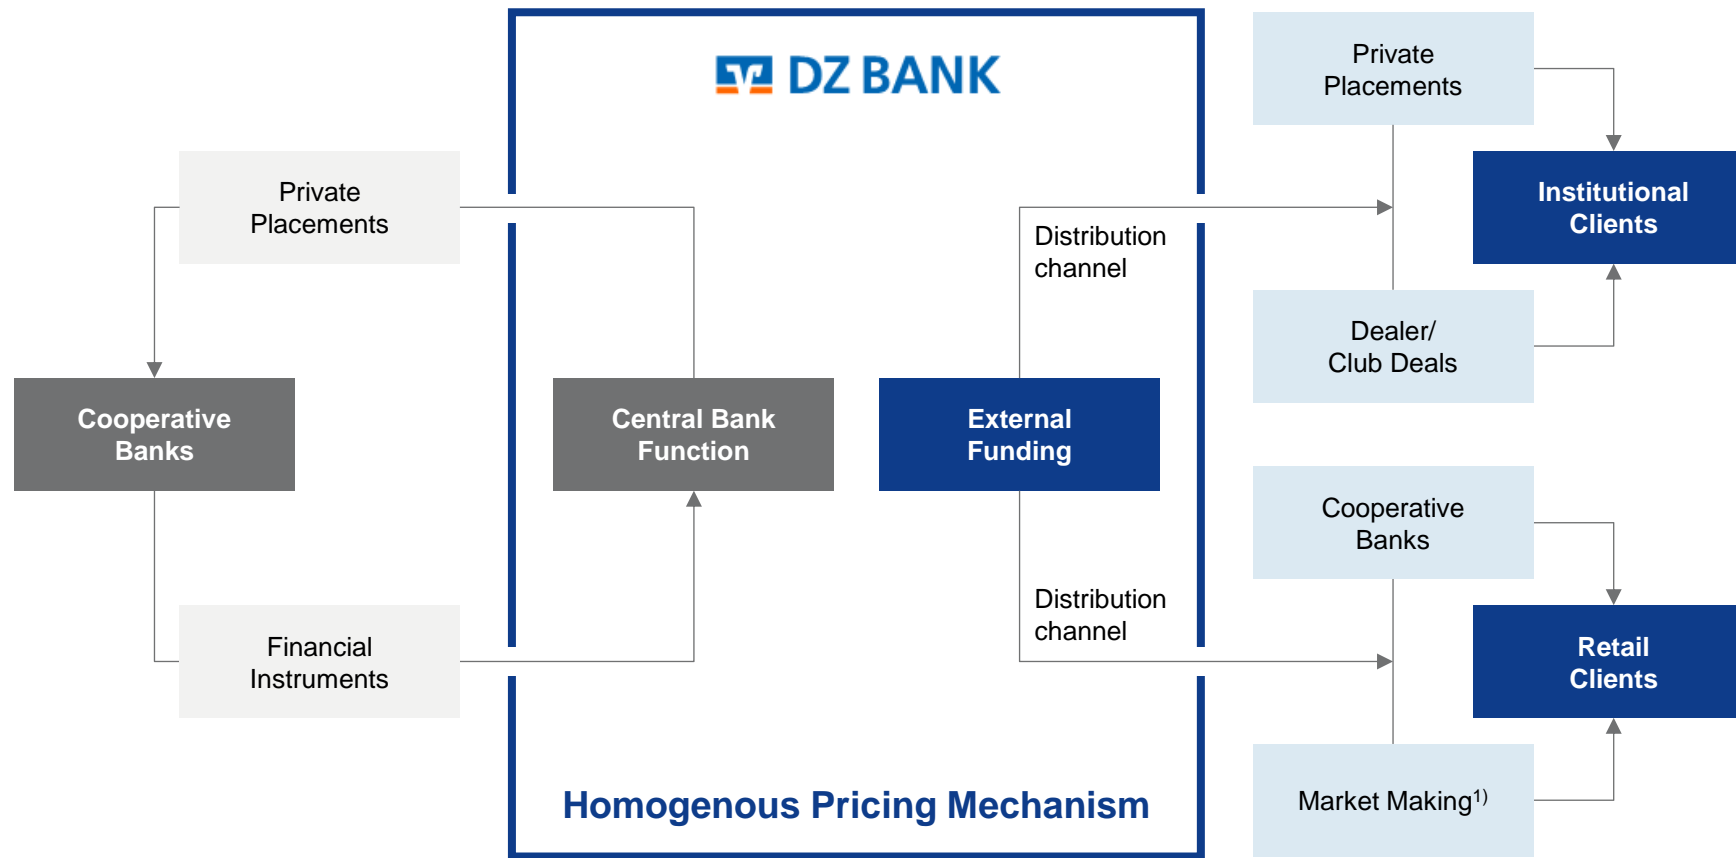 DZ BANK
Private
Placements
Financial
Instruments
Cooperative
Banks
Central Bank
Function
External
Funding
Distribution
channel
Distribution
channel
Homogenous Pricing Mechanism
Private
Placements
Institutional
Clients
Dealer/
Club Deals
Cooperative
Banks
Retail
Clients
Market Making¹⁾